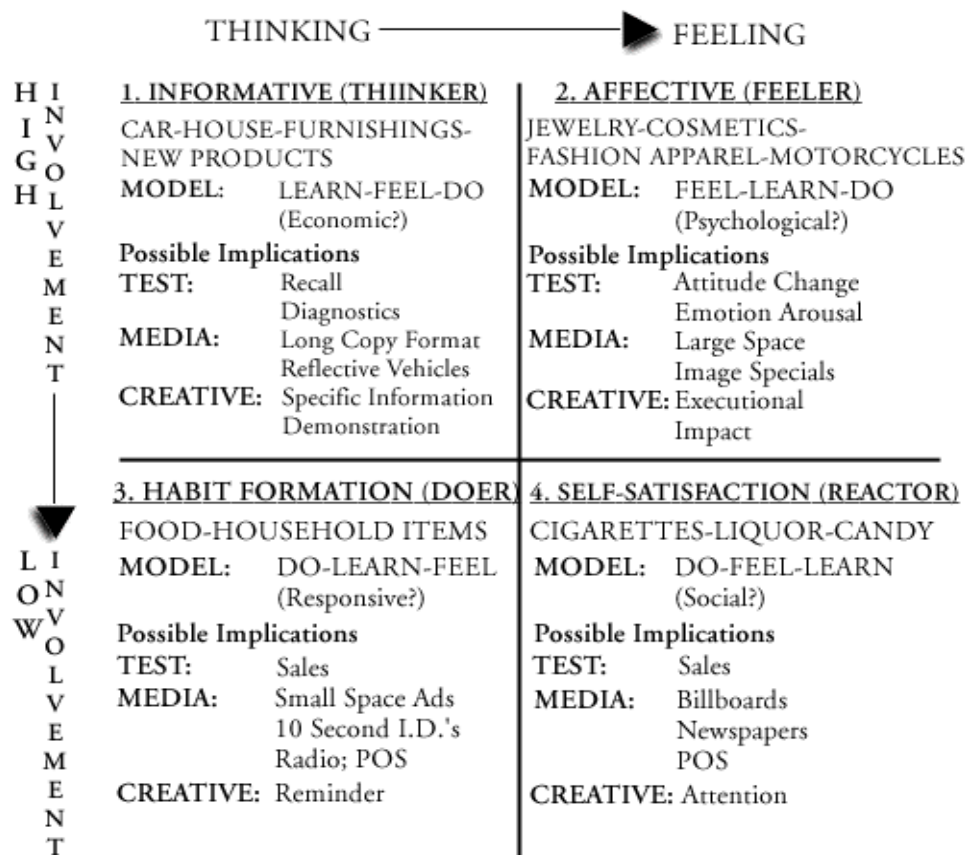 THINKING FEELING
HIGH INVOLVEMENT
1. INFORMATIVE (THIINKER)
CAR-HOUSE-FURNISHINGS-
NEW PRODUCTS
MODEL: LEARN-FEEL-DO
(Economic?)
Possible Implications
TEST: Recall
Diagnostics
MEDIA: Long Copy Format
Reflective Vehicles
CREATIVE: Specific Information
Demonstration
2. AFFECTIVE (FEELER)
JEWELRY-COSMETICS-
FASHION APPAREL-MOTORCYCLES
MODEL: FEEL-LEARN-DO
(Psychological?)
Possible Implications
TEST: Attitude Change
Emotion Arousal
MEDIA: Large Space
Image Specials
CREATIVE: Executional
Impact
LOW INVOLVEMENT
3. HABIT FORMATION (DOER)
FOOD-HOUSEHOLD ITEMS
MODEL: DO-LEARN-FEEL
(Responsive?)
Possible Implications
TEST: Sales
MEDIA: Small Space Ads
10 Second I.D.'s
Radio; POS
CREATIVE: Reminder
4. SELF-SATISFACTION (REACTOR)
CIGARETTES-LIQUOR-CANDY
MODEL: DO-FEEL-LEARN
(Social?)
Possible Implications
TEST: Sales
MEDIA: Billboards
Newspapers
POS
CREATIVE: Attention